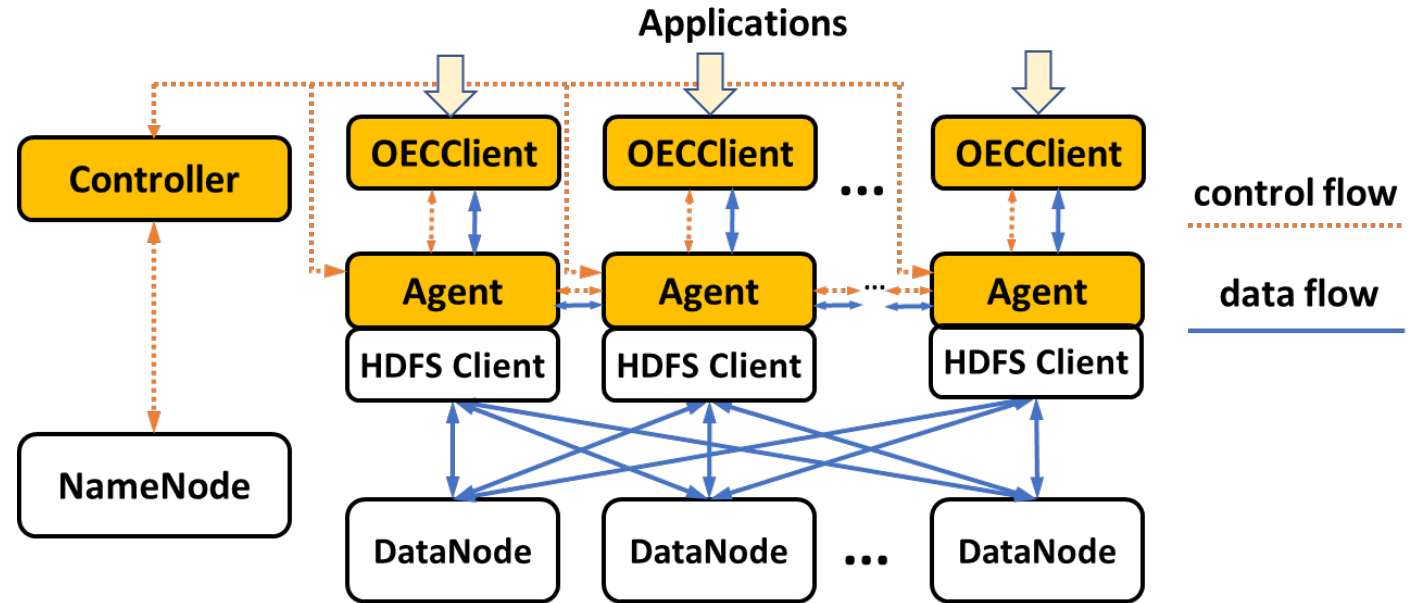 Applications
OECClient
OECClient
OECClient
Controller
...
control flow
Agent
Agent
...
Agent
data flow
HDFS Client
HDFS Client
HDFS Client
NameNode
DataNode
DataNode
...
DataNode